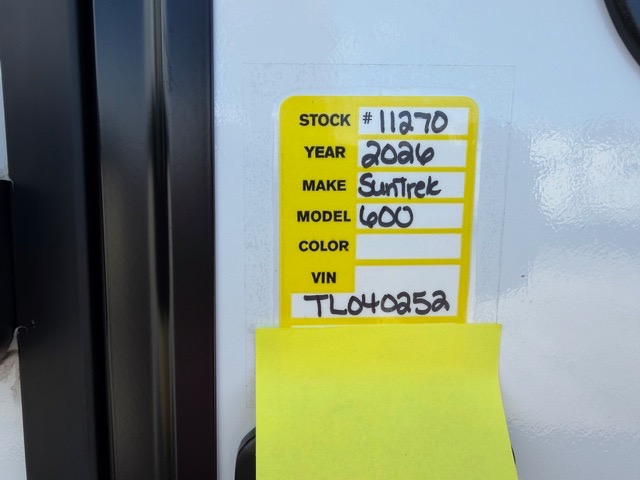 STOCK #11270
YEAR 2026
MAKE SunTrek
MODEL 600
COLOR
VIN
TL040252